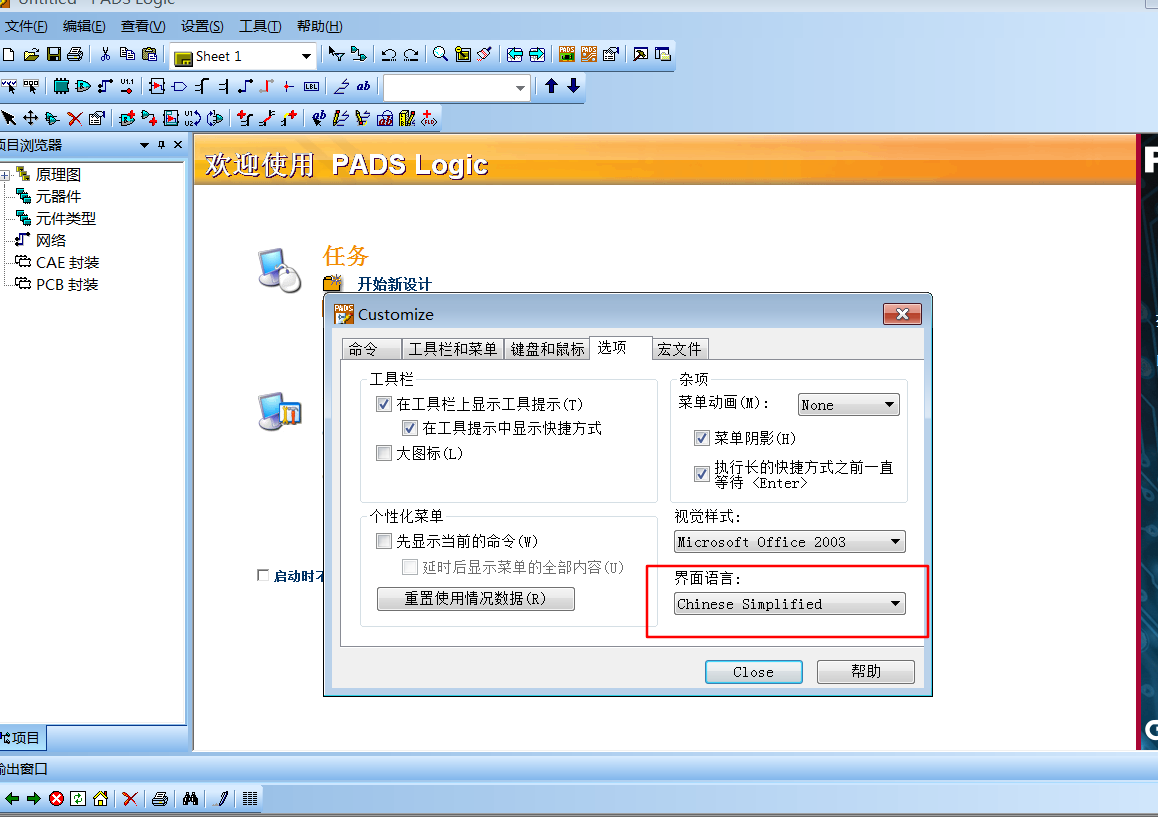 Untitled - PADS Logic
文件(F) 编辑(E) 查看(V) 设置(S) 工具(T) 帮助(H)
Sheet 1
项目浏览器
原理图
元器件
元件类型
网络
CAE 封装
PCB 封装
项目
输出窗口
欢迎使用 PADS Logic
任务
开始新设计
启动时不
Customize
命令 工具栏和菜单 键盘和鼠标 选项 宏文件
工具栏
在工具栏上显示工具提示(T)
在工具提示中显示快捷方式
大图标(L)
个性化菜单
先显示当前的命令(W)
延时后显示菜单的全部内容(U)
重置使用情况数据(R)
杂项
菜单动画(M): None
菜单阴影(H)
执行长的快捷方式之前一直
等待 <Enter>
视觉样式:
Microsoft Office 2003
界面语言:
Chinese Simplified
Close 帮助